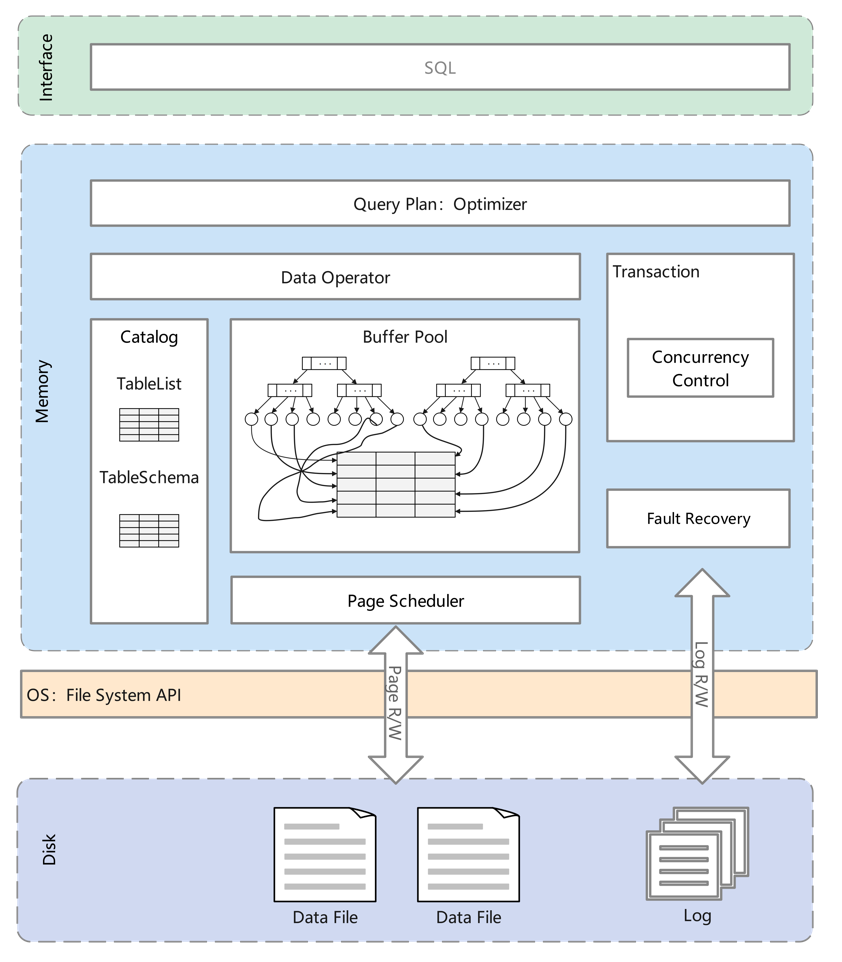 Interface
SQL
Memory
Query Plan：Optimizer
Data Operator
Transaction
Concurrency
Control
Catalog
TableList
TableSchema
Buffer Pool
...
...
...
...
...
...
Fault Recovery
Page Scheduler
OS：File System API
Page R/W
Log R/W
Disk
Data File
Data File
Log